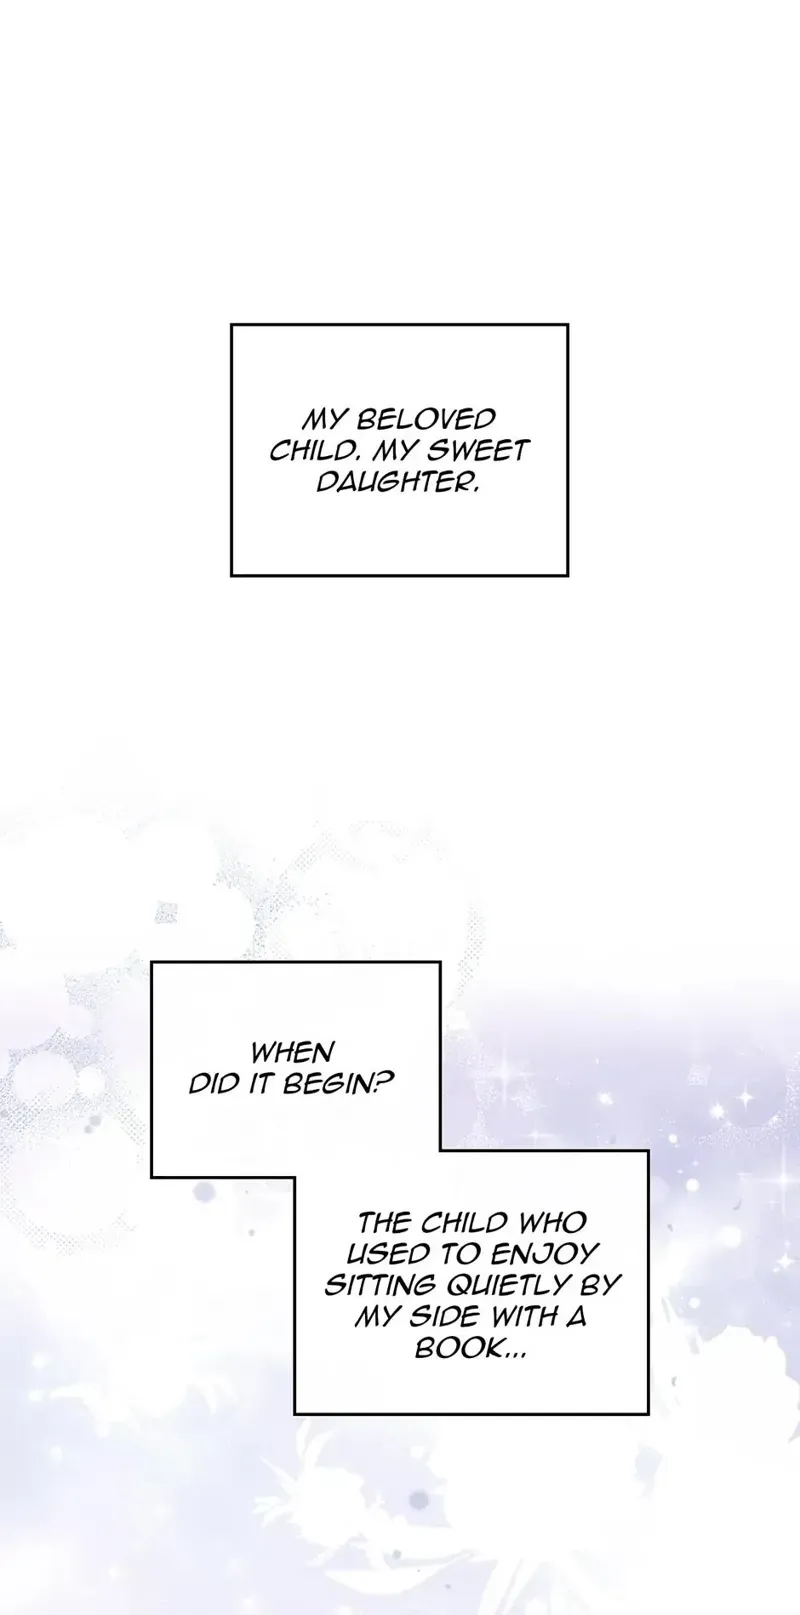 MY BELOVED
CHILD. MY SWEET
DAUGHTER.
WHEN
DID IT BEGIN?
THE CHILD WHO
USED TO ENJOY
SITTING QUIETLY BY
MY SIDE WITH A
BOOK...